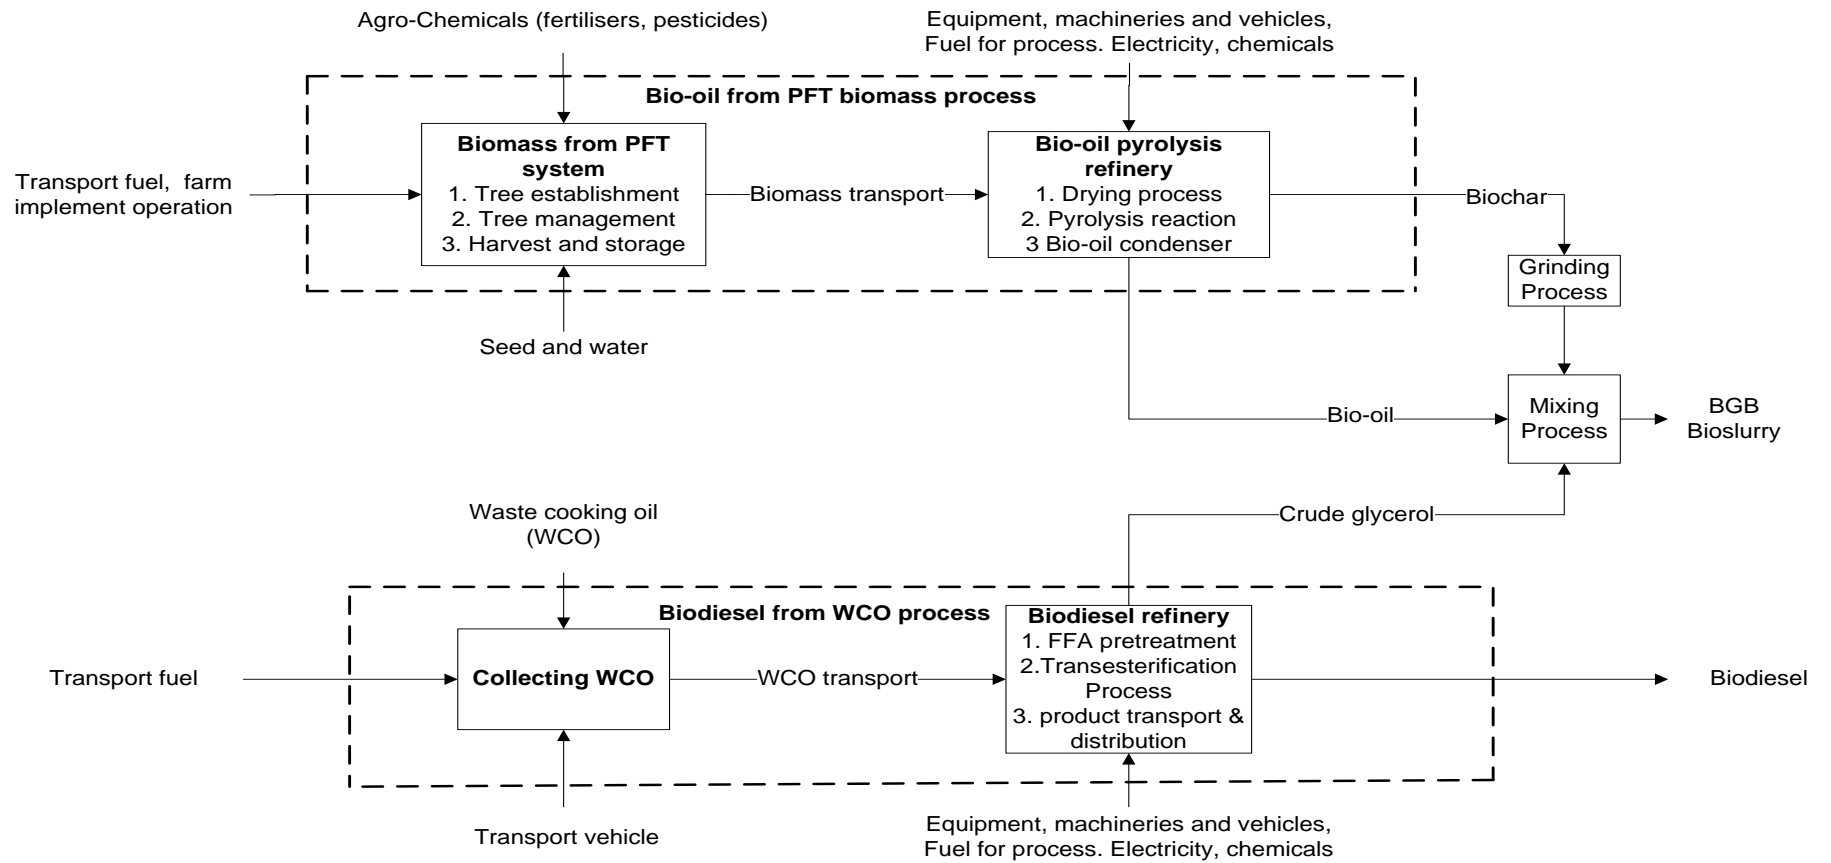 Agro-Chemicals (fertilisers, pesticides)
Equipment, machineries and vehicles,
Fuel for process. Electricity, chemicals
Bio-oil from PFT biomass process
Transport fuel, farm
implement operation
Biomass from PFT
system
1. Tree establishment
2. Tree management
3. Harvest and storage
Biomass transport
Bio-oil pyrolysis
refinery
1. Drying process
2. Pyrolysis reaction
3 Bio-oil condenser
Biochar
Grinding
Process
Seed and water
Bio-oil
Mixing
Process
BGB
Bioslurry
Waste cooking oil
(WCO)
Crude glycerol
Biodiesel from WCO process
Transport fuel
Collecting WCO
WCO transport
Biodiesel refinery
1. FFA pretreatment
2.Transesterification
Process
3. product transport &
distribution
Biodiesel
Transport vehicle
Equipment, machineries and vehicles,
Fuel for process. Electricity, chemicals